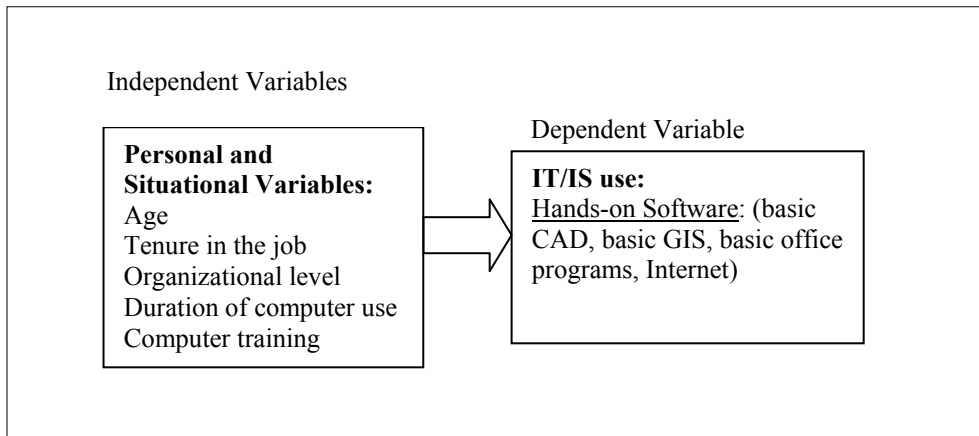 Independent Variables
Personal and
Situational Variables:
Age
Tenure in the job
Organizational level
Duration of computer use
Computer training
Dependent Variable
IT/IS use:
Hands-on Software: (basic
CAD, basic GIS, basic office
programs, Internet)